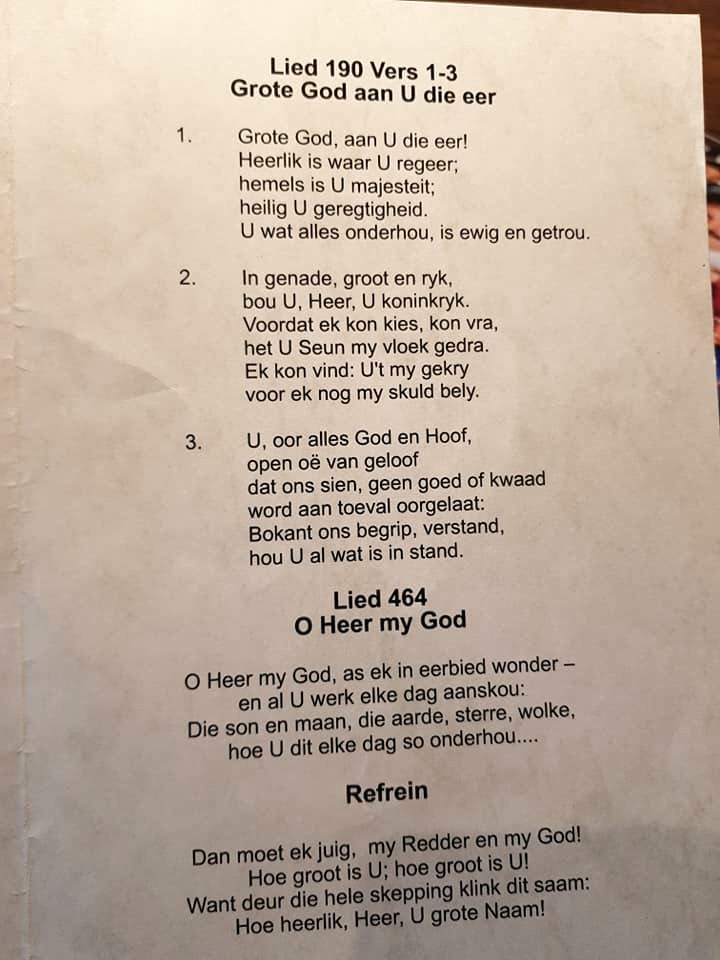 Lied 190 Vers 1-3
Grote God aan U die eer
1. Grote God, aan U die eer!
Heerlik is waar U regeer;
hemels is U majesteit;
heilig U geregtigheid.
U wat alles onderhou, is ewig en getrou.
2. In genade, groot en ryk,
bou U, Heer, U koninkryk.
Voordat ek kon kies, kon vra,
het U Seun my vloek gedra.
Ek kon vind: U't my gekry
voor ek nog my skuld bely.
3. U, oor alles God en Hoof,
open oë van geloof
dat ons sien, geen goed of kwaad
word aan toeval oorgelaat:
Bokant ons begrip, verstand,
hou U al wat is in stand.
Lied 464
O Heer my God
O Heer my God, as ek in eerbied wonder –
en al U werk elke dag aanskou:
Die son en maan, die aarde, sterre, wolke,
hoe U dit elke dag so onderhou....
Refrein
Dan moet ek juig, my Redder en my God!
Hoe groot is U; hoe groot is U!
Want deur die hele skepping klink dit saam:
Hoe heerlik, Heer, U grote Naam!